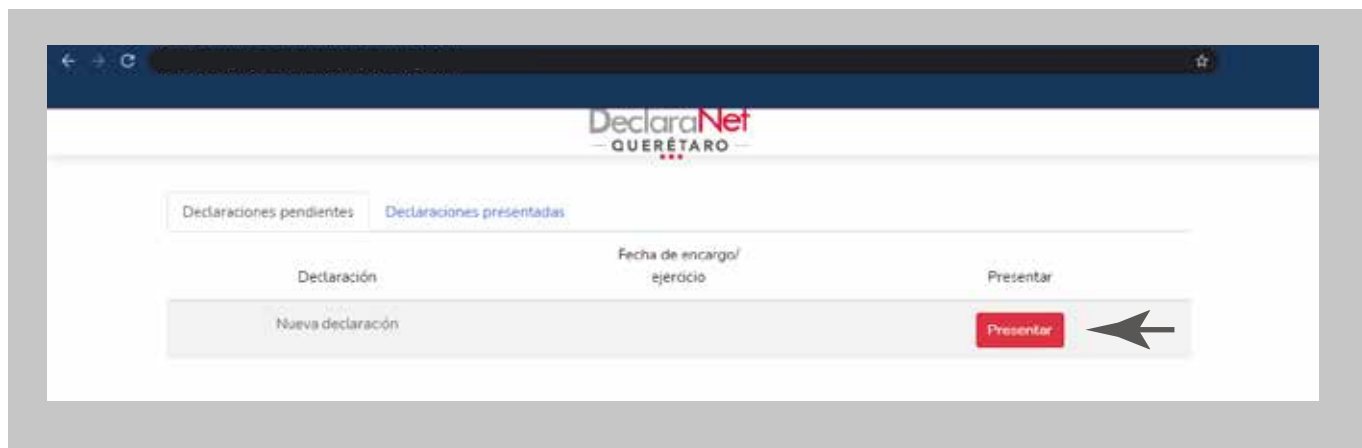 DeclaraNet
QUERÉTARO
Declaraciones pendientes Declaraciones presentadas
Declaración Fecha de encargo/ ejercicio Presentar
Nueva declaración Presentar